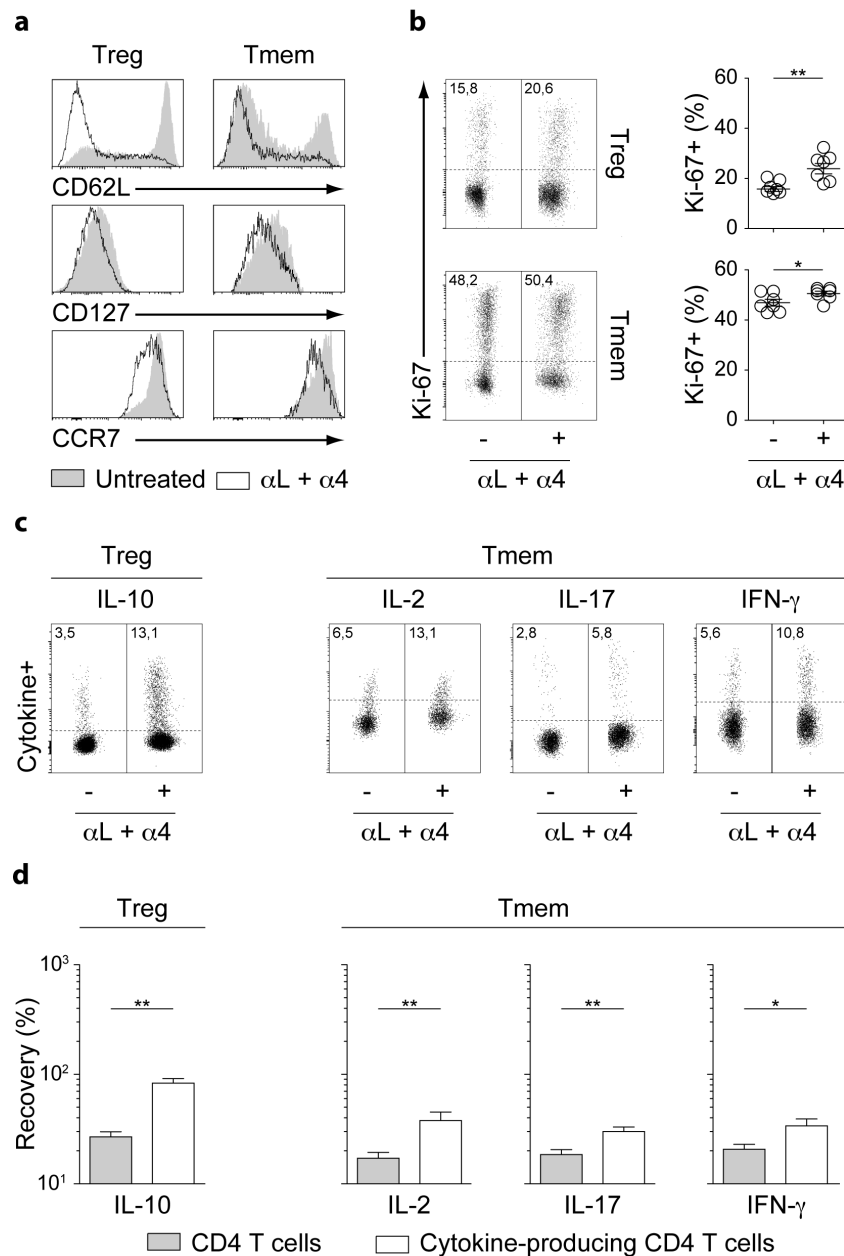 a
Treg
Tmem
CD62L
CD127
CCR7
Untreated
αL + α4
b
15,8
20,6
Treg
48,2
50,4
Tmem
Ki-67
- +
αL + α4
60
40
20
0
Ki-67+ (%)
**
60
40
20
0
Ki-67+ (%)
*
- +
αL + α4
c
Treg
Tmem
IL-10
IL-2
IL-17
IFN-γ
Cytokine+
3,5
13,1
6,5
13,1
2,8
5,8
5,6
10,8
- +
- +
- +
- +
αL + α4
αL + α4
αL + α4
αL + α4
d
Treg
Tmem
Recovery (%)
10³
10²
10¹
**
**
**
*
IL-10
IL-2
IL-17
IFN-γ
CD4 T cells
Cytokine-producing CD4 T cells